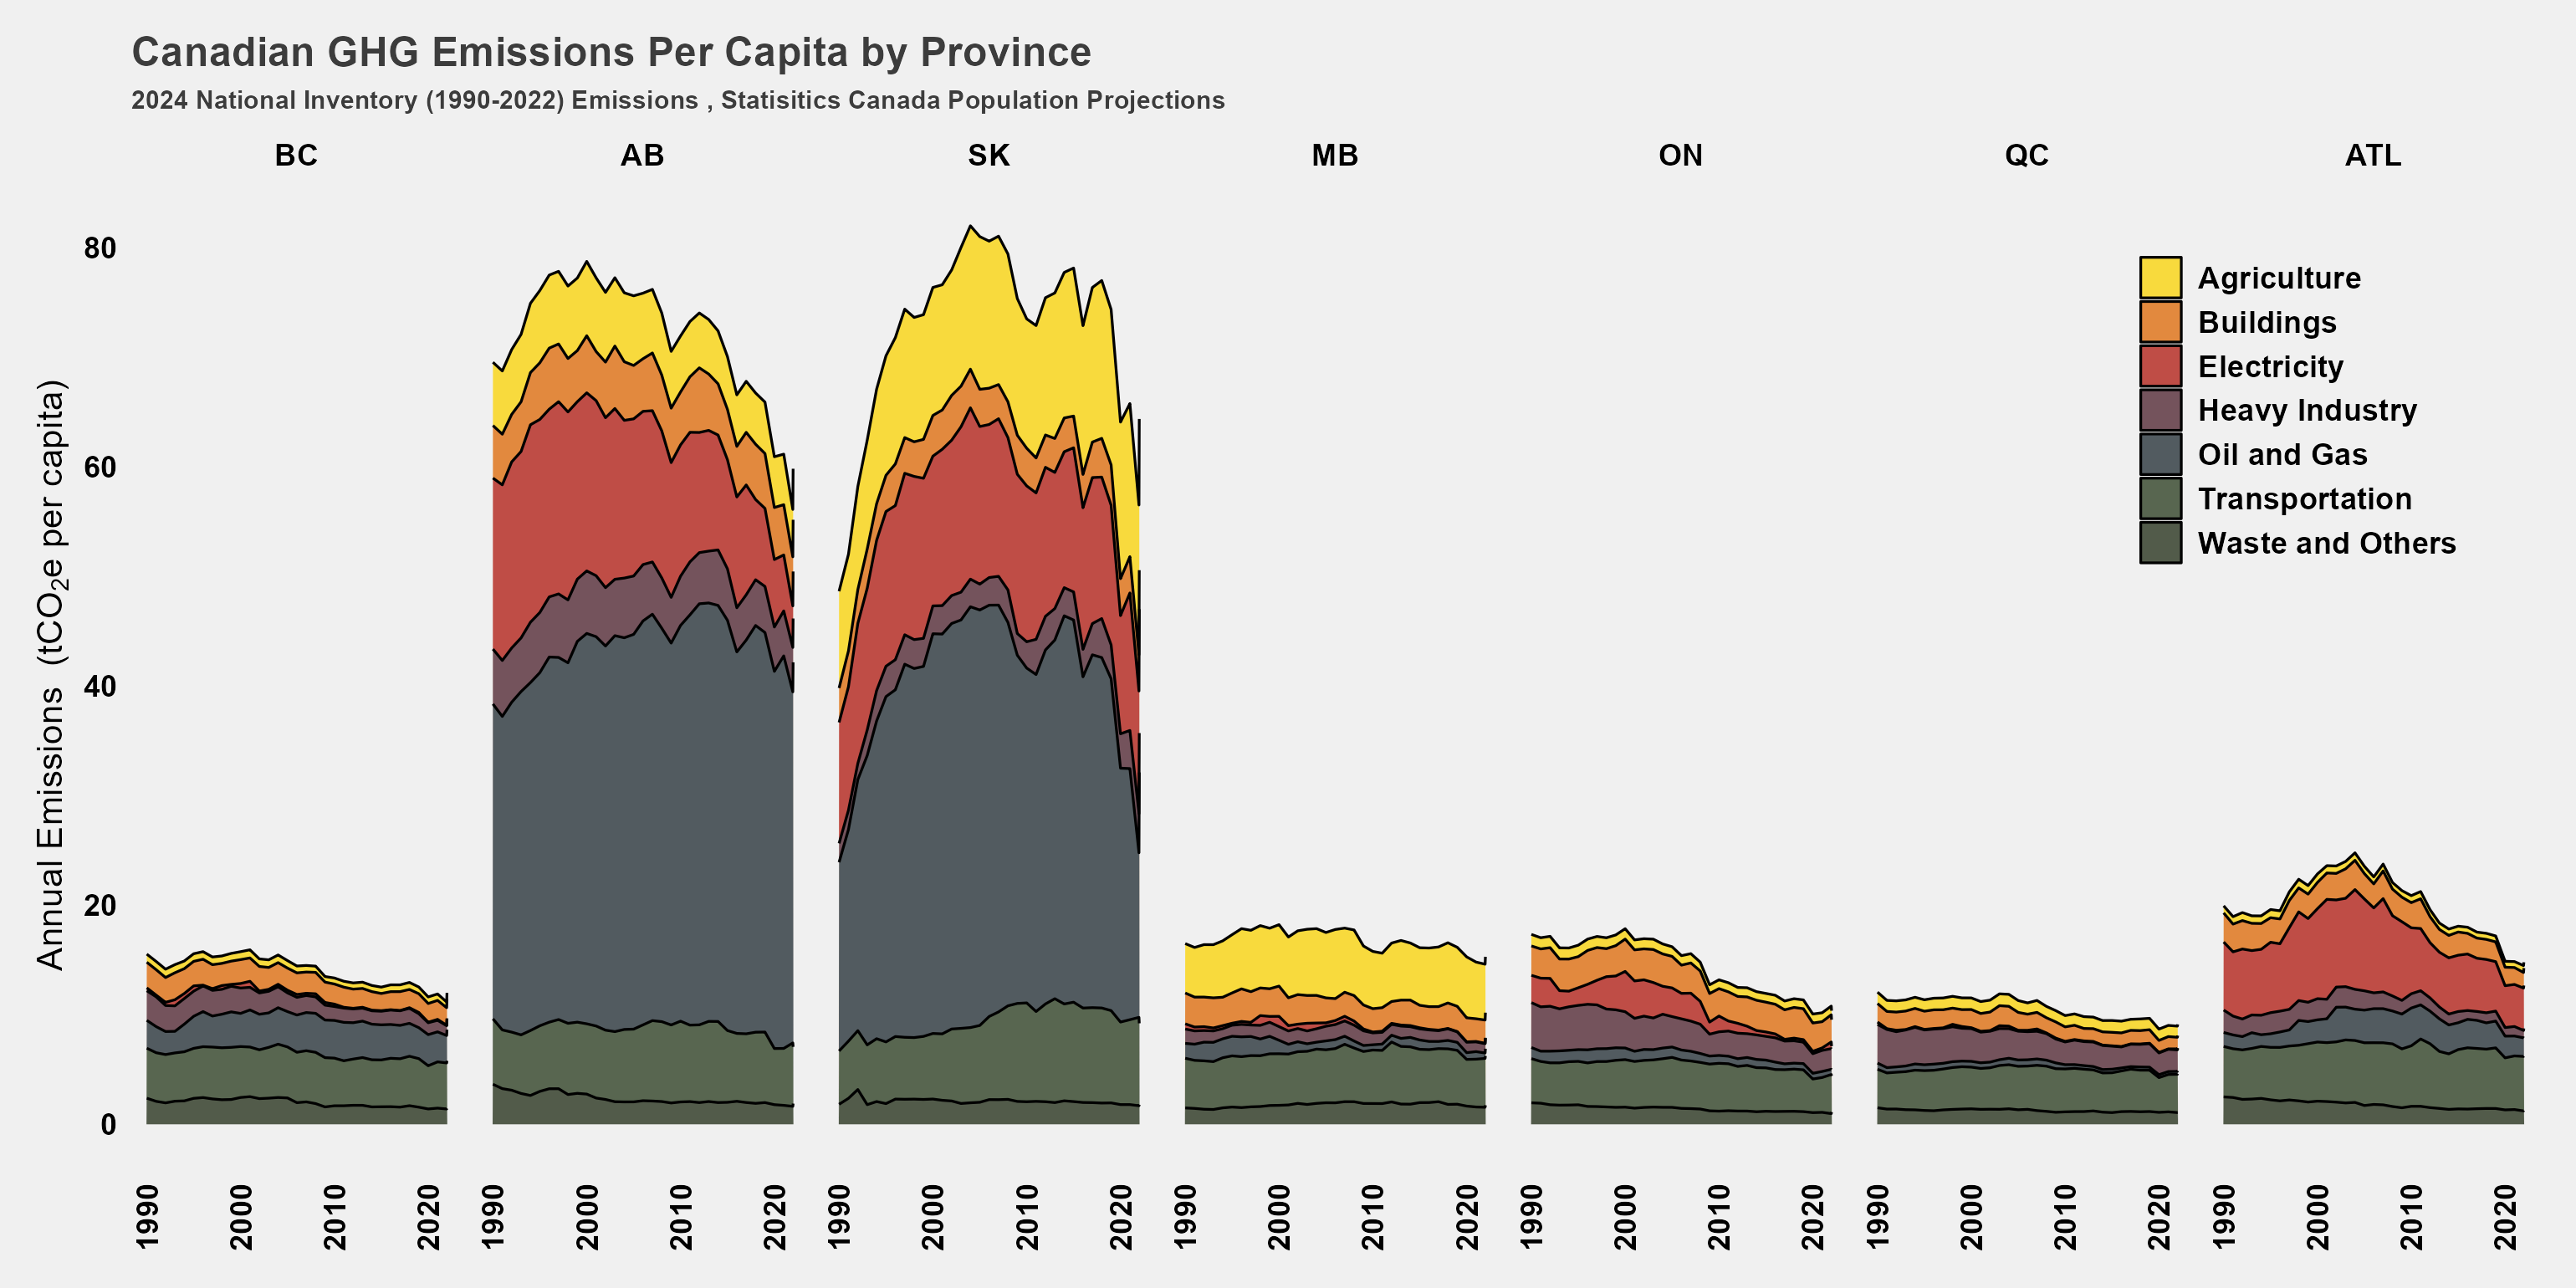 Canadian GHG Emissions Per Capita by Province
2024 National Inventory (1990-2022) Emissions , Statisitics Canada Population Projections
BC AB SK MB ON QC ATL
Annual Emissions (tCO₂e per capita)
80
60
40
20
0
Agriculture
Buildings
Electricity
Heavy Industry
Oil and Gas
Transportation
Waste and Others
1990 2000 2010 2020 1990 2000 2010 2020 1990 2000 2010 2020 1990 2000 2010 2020 1990 2000 2010 2020 1990 2000 2010 2020 1990 2000 2010 2020